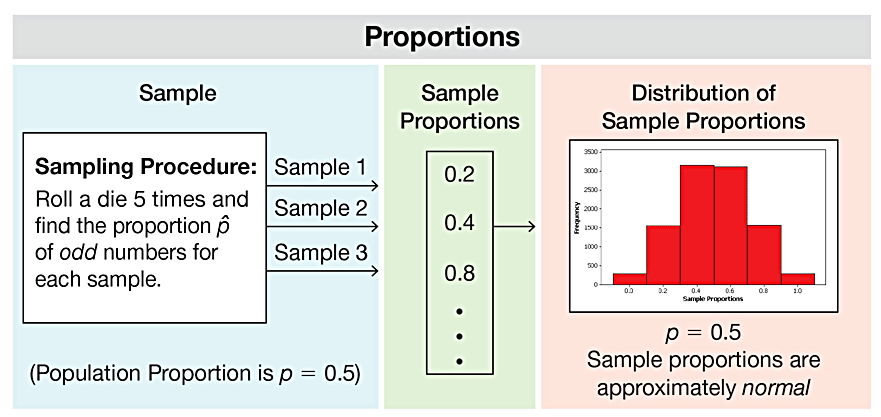 Proportions
Sample
Sampling Procedure:
Roll a die 5 times and
find the proportion p̂
of odd numbers for
each sample.
Sample 1
Sample 2
Sample 3
(Population Proportion is p = 0.5)
Sample
Proportions
0.2
0.4
0.8
Distribution of
Sample Proportions
Frequency
3500
3000
2500
2000
1500
1000
500
0
0.0 0.2 0.4 0.6 0.8 1.0
Sample Proportions
p = 0.5
Sample proportions are
approximately normal